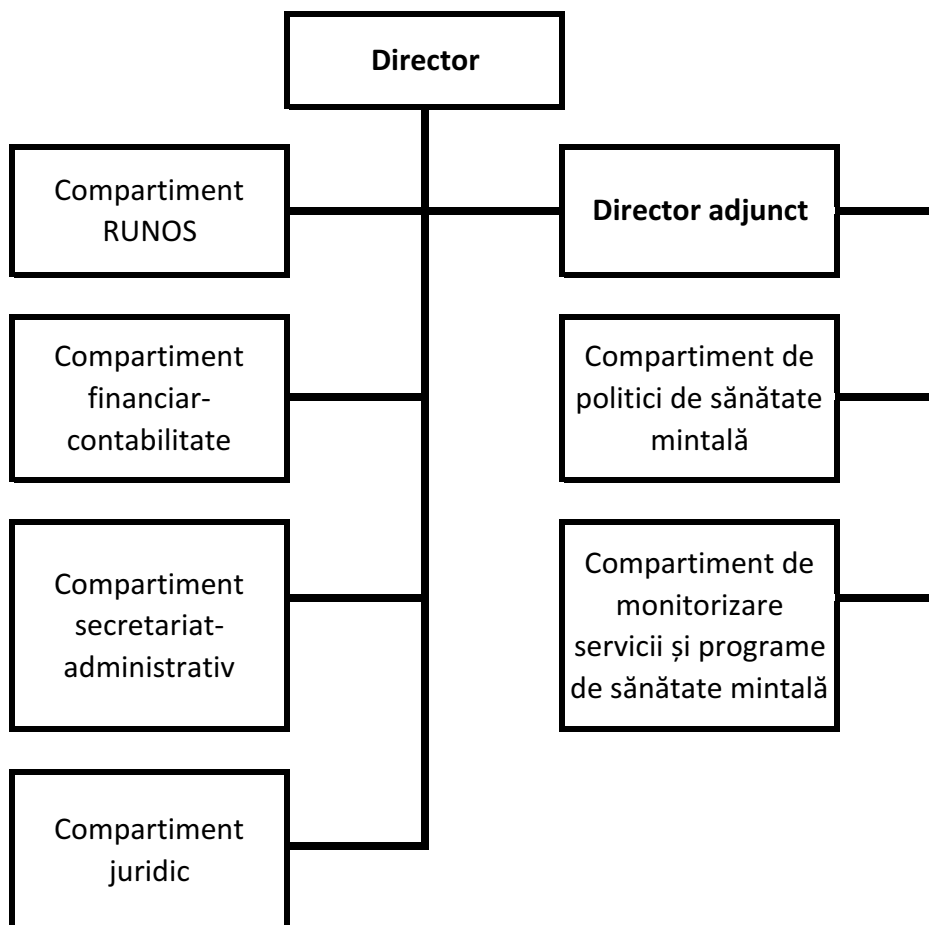 Director
Compartiment
RUNOS
Director adjunct
Compartiment
financiar-
contabilitate
Compartiment de
politici de sănătate
mintală
Compartiment
secretariat-
administrativ
Compartiment de
monitorizare
servicii și programe
de sănătate mintală
Compartiment
juridic